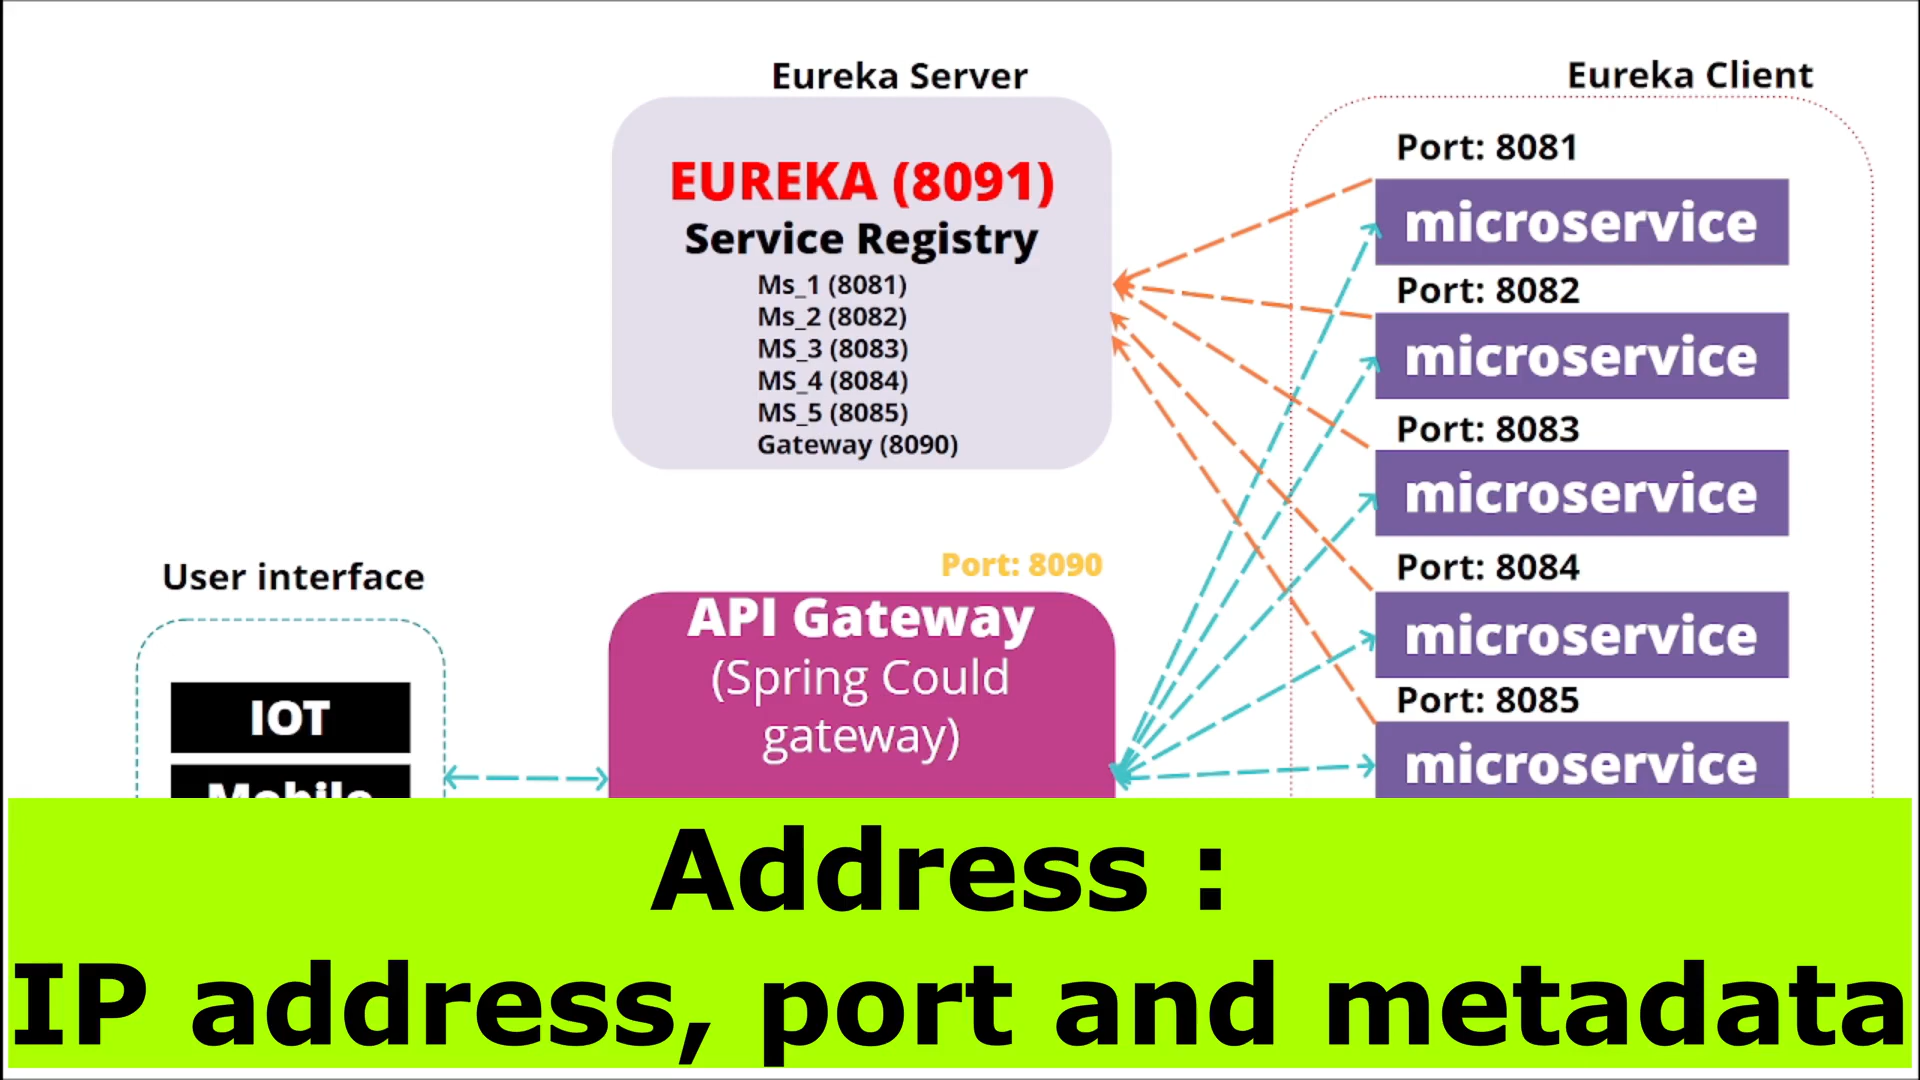 Eureka Server
EUREKA (8091)
Service Registry
Ms_1 (8081)
Ms_2 (8082)
MS_3 (8083)
MS_4 (8084)
MS_5 (8085)
Gateway (8090)
Eureka Client
Port: 8081
microservice
Port: 8082
microservice
Port: 8083
microservice
Port: 8084
microservice
Port: 8085
microservice
User interface
IOT
Mobile
Port: 8090
API Gateway
(Spring Could
gateway)
Address :
IP address, port and metadata